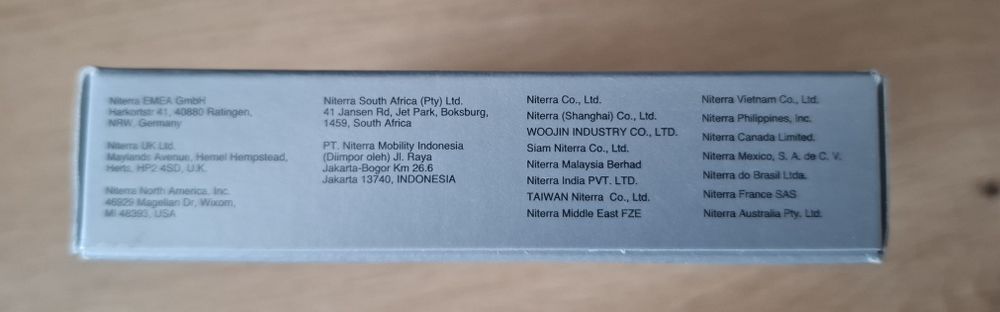 Niterra EMEA GmbH
Harkortstr 41, 40880 Ratingen,
NRW, Germany
Niterra UK Ltd.
Maylands Avenue, Hemel Hempstead,
Herts, HP2 4SD, U.K.
Niterra North America, Inc.
46929 Magellan Dr, Wixom,
MI 48393, USA
Niterra South Africa (Pty) Ltd.
41 Jansen Rd, Jet Park, Boksburg,
1459, South Africa
PT. Niterra Mobility Indonesia
(Diimpor oleh) Jl. Raya
Jakarta-Bogor Km 26.6
Jakarta 13740, INDONESIA
Niterra Co., Ltd.
Niterra (Shanghai) Co., Ltd.
WOOJIN INDUSTRY CO., LTD.
Siam Niterra Co., Ltd.
Niterra Malaysia Berhad
Niterra India PVT. LTD.
TAIWAN Niterra Co., Ltd.
Niterra Middle East FZE
Niterra Vietnam Co., Ltd.
Niterra Philippines, Inc.
Niterra Canada Limited.
Niterra Mexico, S. A. de C. V.
Niterra do Brasil Ltda.
Niterra France SAS
Niterra Australia Pty. Ltd.